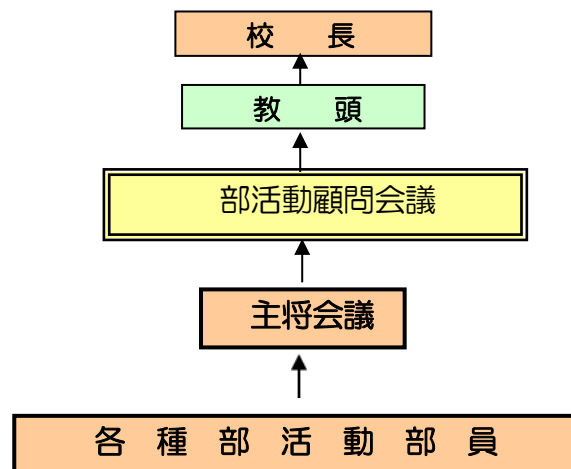 校　長
教　頭
部活動顧問会議
主将会議
各種部活動部員